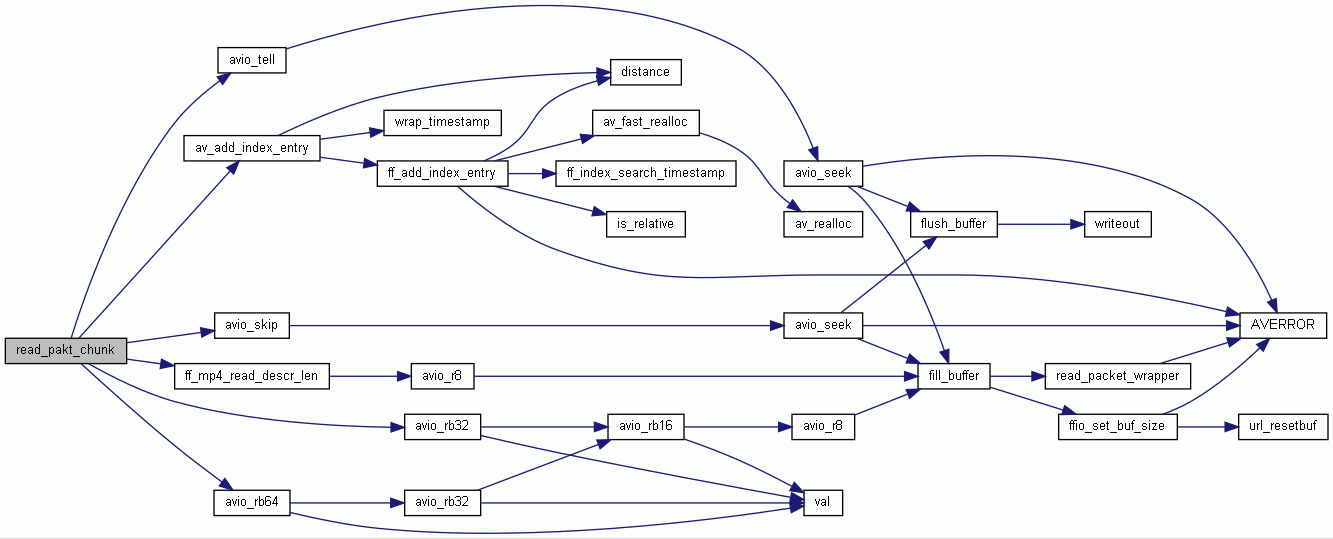 avio_tell
distance
wrap_timestamp
av_fast_realloc
av_add_index_entry
ff_add_index_entry
ff_index_search_timestamp
avio_seek
is_relative
av_realloc
flush_buffer
writeout
avio_skip
avio_seek
AVERROR
read_pakt_chunk
ff_mp4_read_descr_len
avio_r8
fill_buffer
read_packet_wrapper
avio_rb32
avio_rb16
avio_r8
ffio_set_buf_size
url_resetbuf
avio_rb64
avio_rb32
val